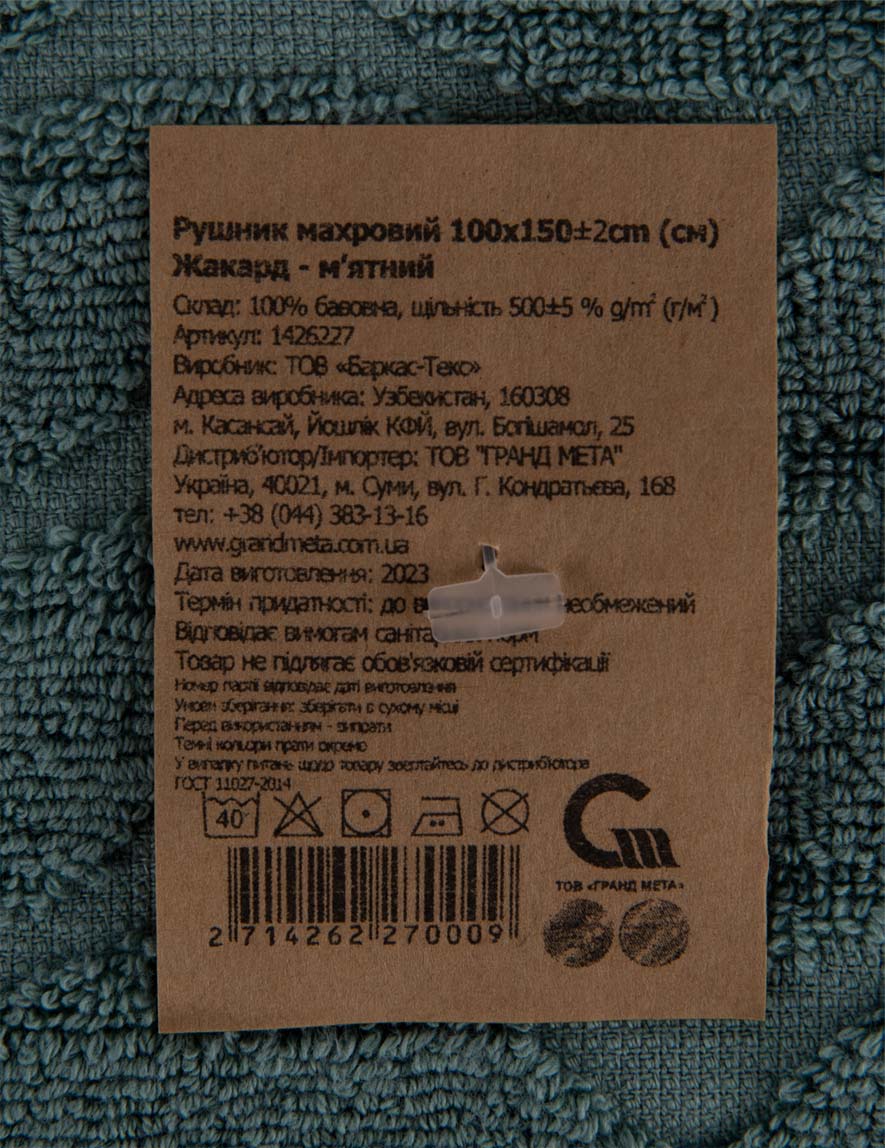 Рушник махровий 100x150±2cm (см)
Жакард - м'ятний
Склад: 100% бавовна, щільність 500±5 % g/m² (г/м²)
Артикул: 1426227
Виробник: ТОВ «Баркас-Текс»
Адреса виробника: Узбекистан, 160308
м. Касансай, Йошлік КФЙ, вул. Богішамол, 25
Дистриб'ютор/Імпортер: ТОВ "ГРАНД МЕТА"
Україна, 40021, м. Суми, вул. Г. Кондратьєва, 168
тел: +38 (044) 383-13-16
www.grandmeta.com.ua
Дата виготовлення: 2023
Термін придатності: до необмежений
Відповідає вимогам норм
Товар не підлягає обов'язковій сертифікації
Номер партії відповідає даті виготовлення
Умови зберігання: зберігати в сухому місці
Перед використанням - випрати
Темні кольори прати окремо
У випадку питань щодо товару звертайтесь до дистриб'ютора
ГОСТ 11027-2014
40
ТОВ «ГРАНД МЕТА»
2 714262 270009